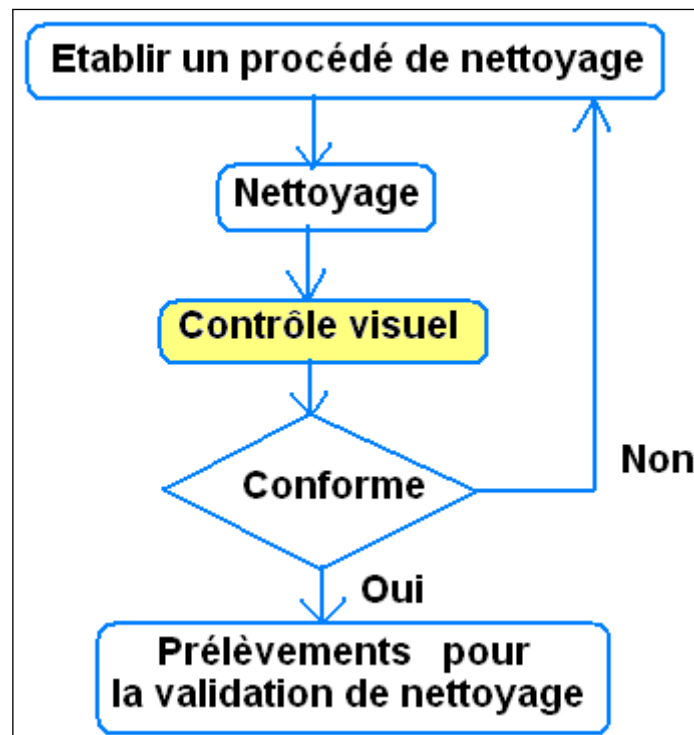 Etablir un procédé de nettoyage
Nettoyage
Contrôle visuel
Conforme
Non
Oui
Prélèvements pour
la validation de nettoyage